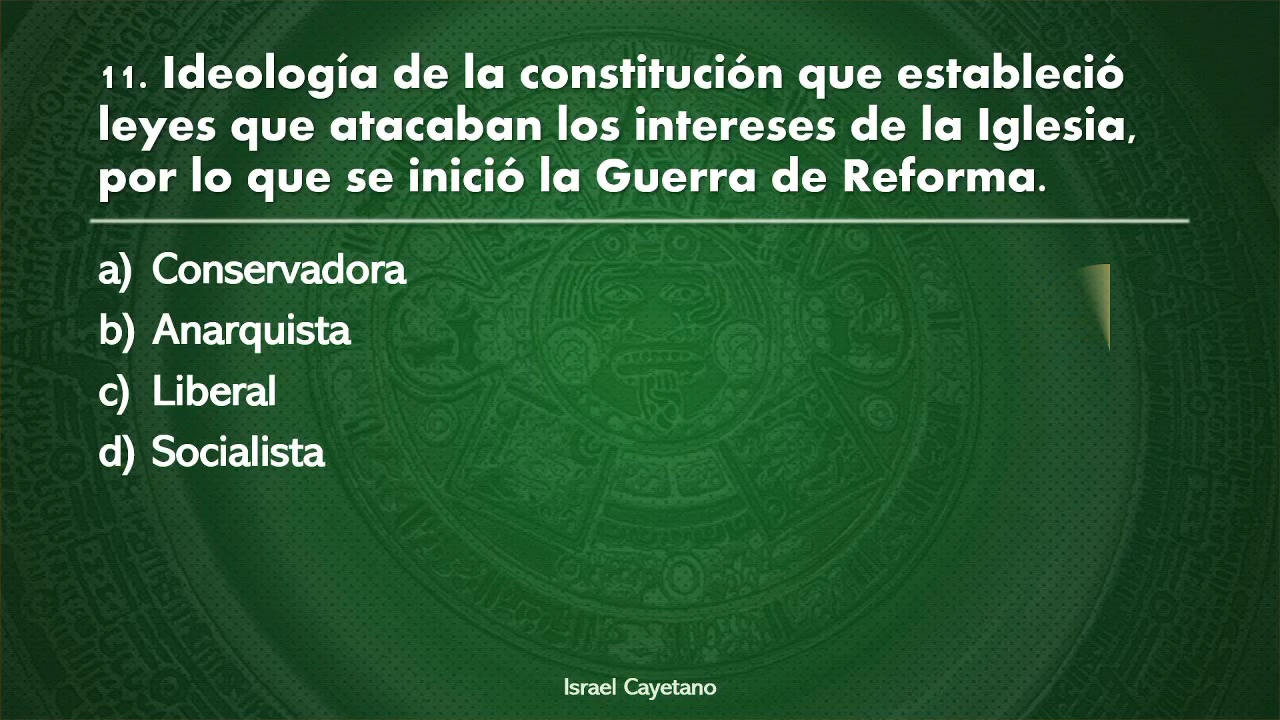 11. Ideología de la constitución que estableció
leyes que atacaban los intereses de la Iglesia,
por lo que se inició la Guerra de Reforma.
a) Conservadora
b) Anarquista
c) Liberal
d) Socialista
Israel Cayetano